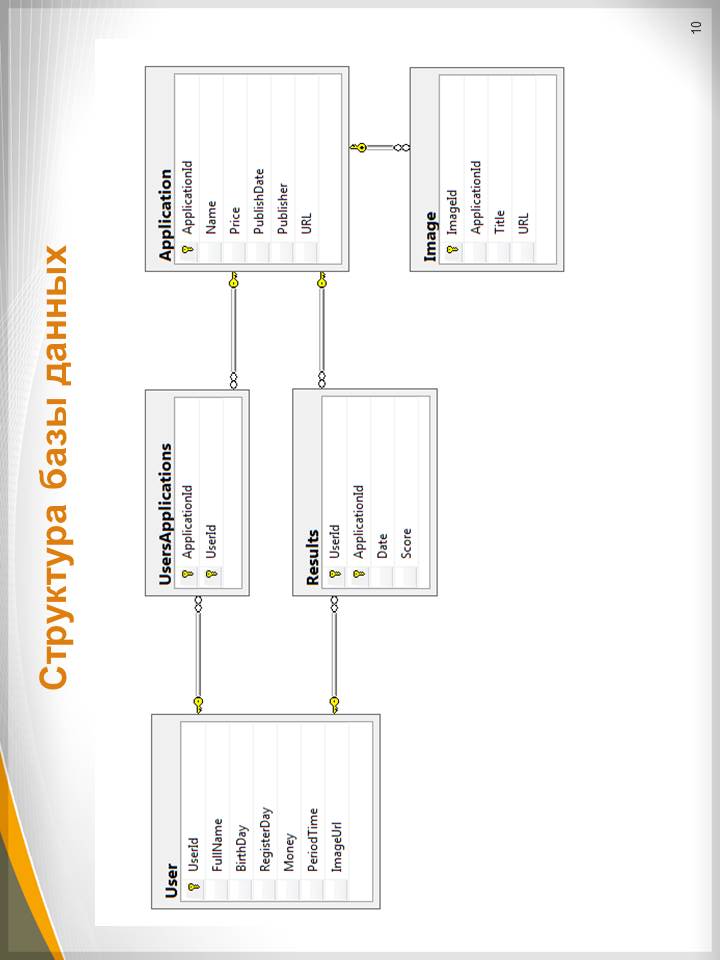 Структура базы данных
User
UserId
FullName
BirthDay
RegisterDay
Money
PeriodTime
ImageUrl
UsersApplications
ApplicationId
UserId
Results
UserId
ApplicationId
Date
Score
Application
ApplicationId
Name
Price
PublishDate
Publisher
URL
Image
ImageId
ApplicationId
Title
URL
10